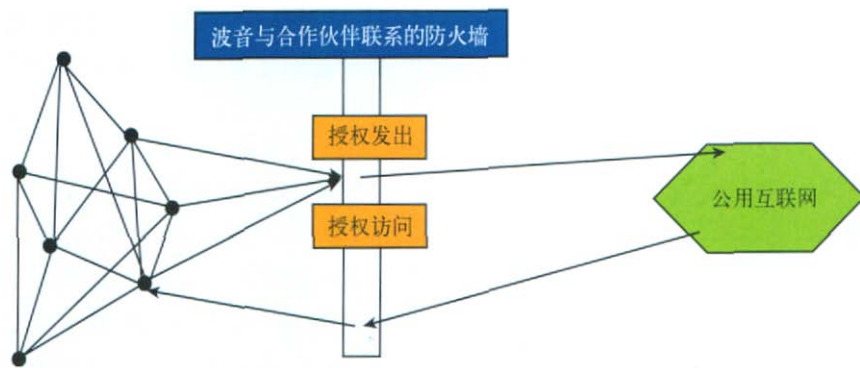 波音与合作伙伴联系的防火墙
授权发出
授权访问
公用互联网